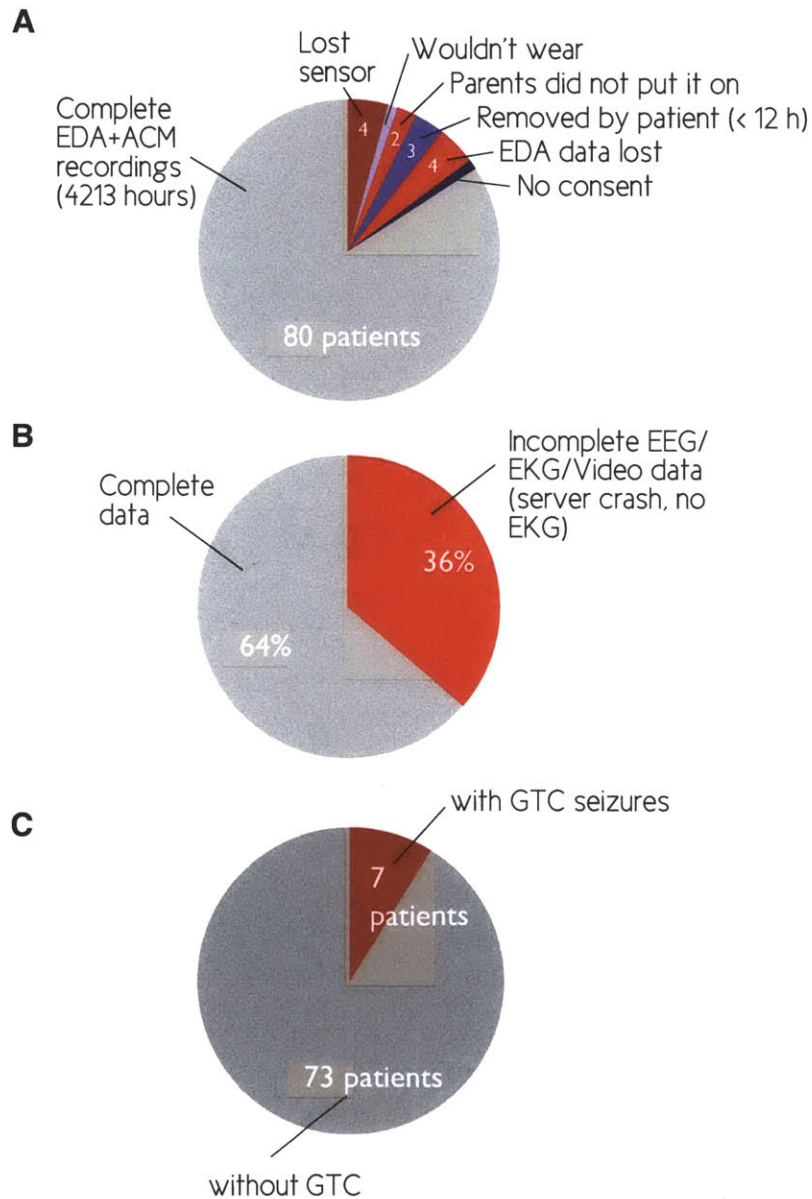 A
Lost
sensor
Wouldn't wear
Parents did not put it on
Removed by patient (< 12 h)
EDA data lost
No consent
Complete
EDA+ACM
recordings
(4213 hours)
4
2
3
4
80 patients
B
Complete
data
Incomplete EEG/
EKG/Video data
(server crash, no
EKG)
36%
64%
C
with GTC seizures
7
patients
73 patients
without GTC